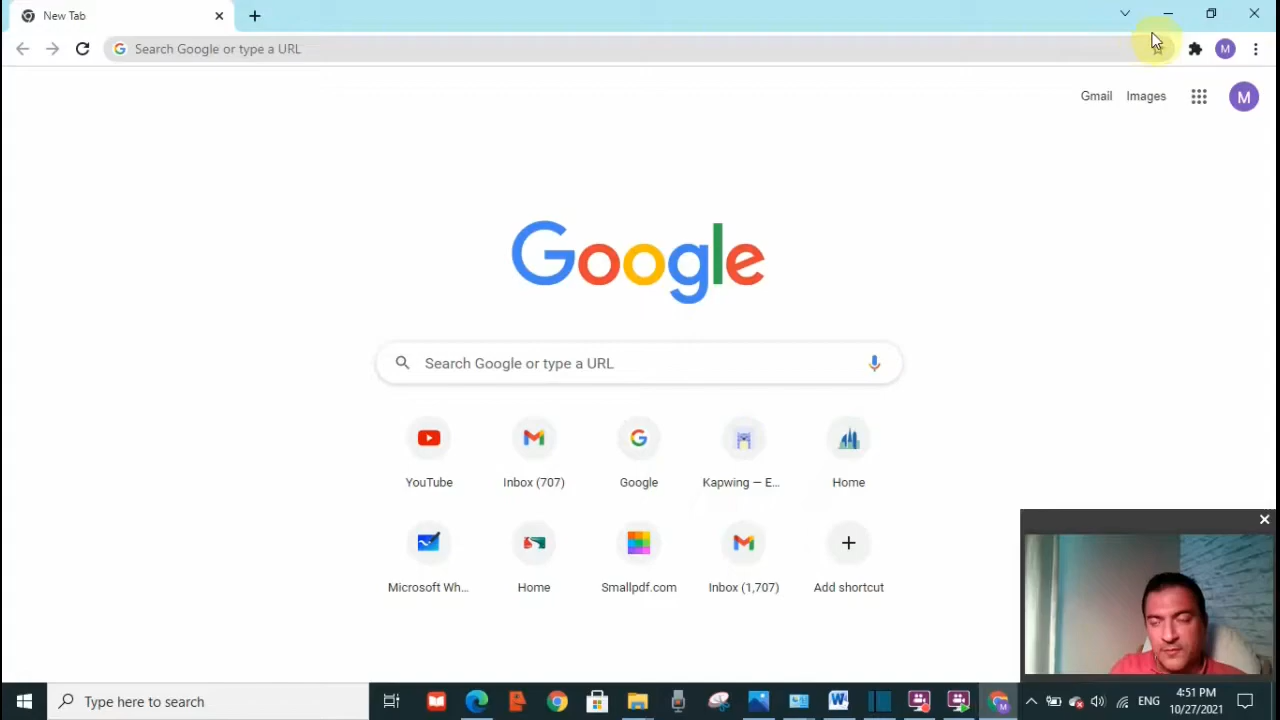 New Tab
Search Google or type a URL
M
Gmail Images M
Google
Search Google or type a URL
YouTube Inbox (707) Google Kapwing — E... Home
Microsoft Wh... Home Smallpdf.com Inbox (1,707) Add shortcut
Type here to search
ENG
4:51 PM
10/27/2021